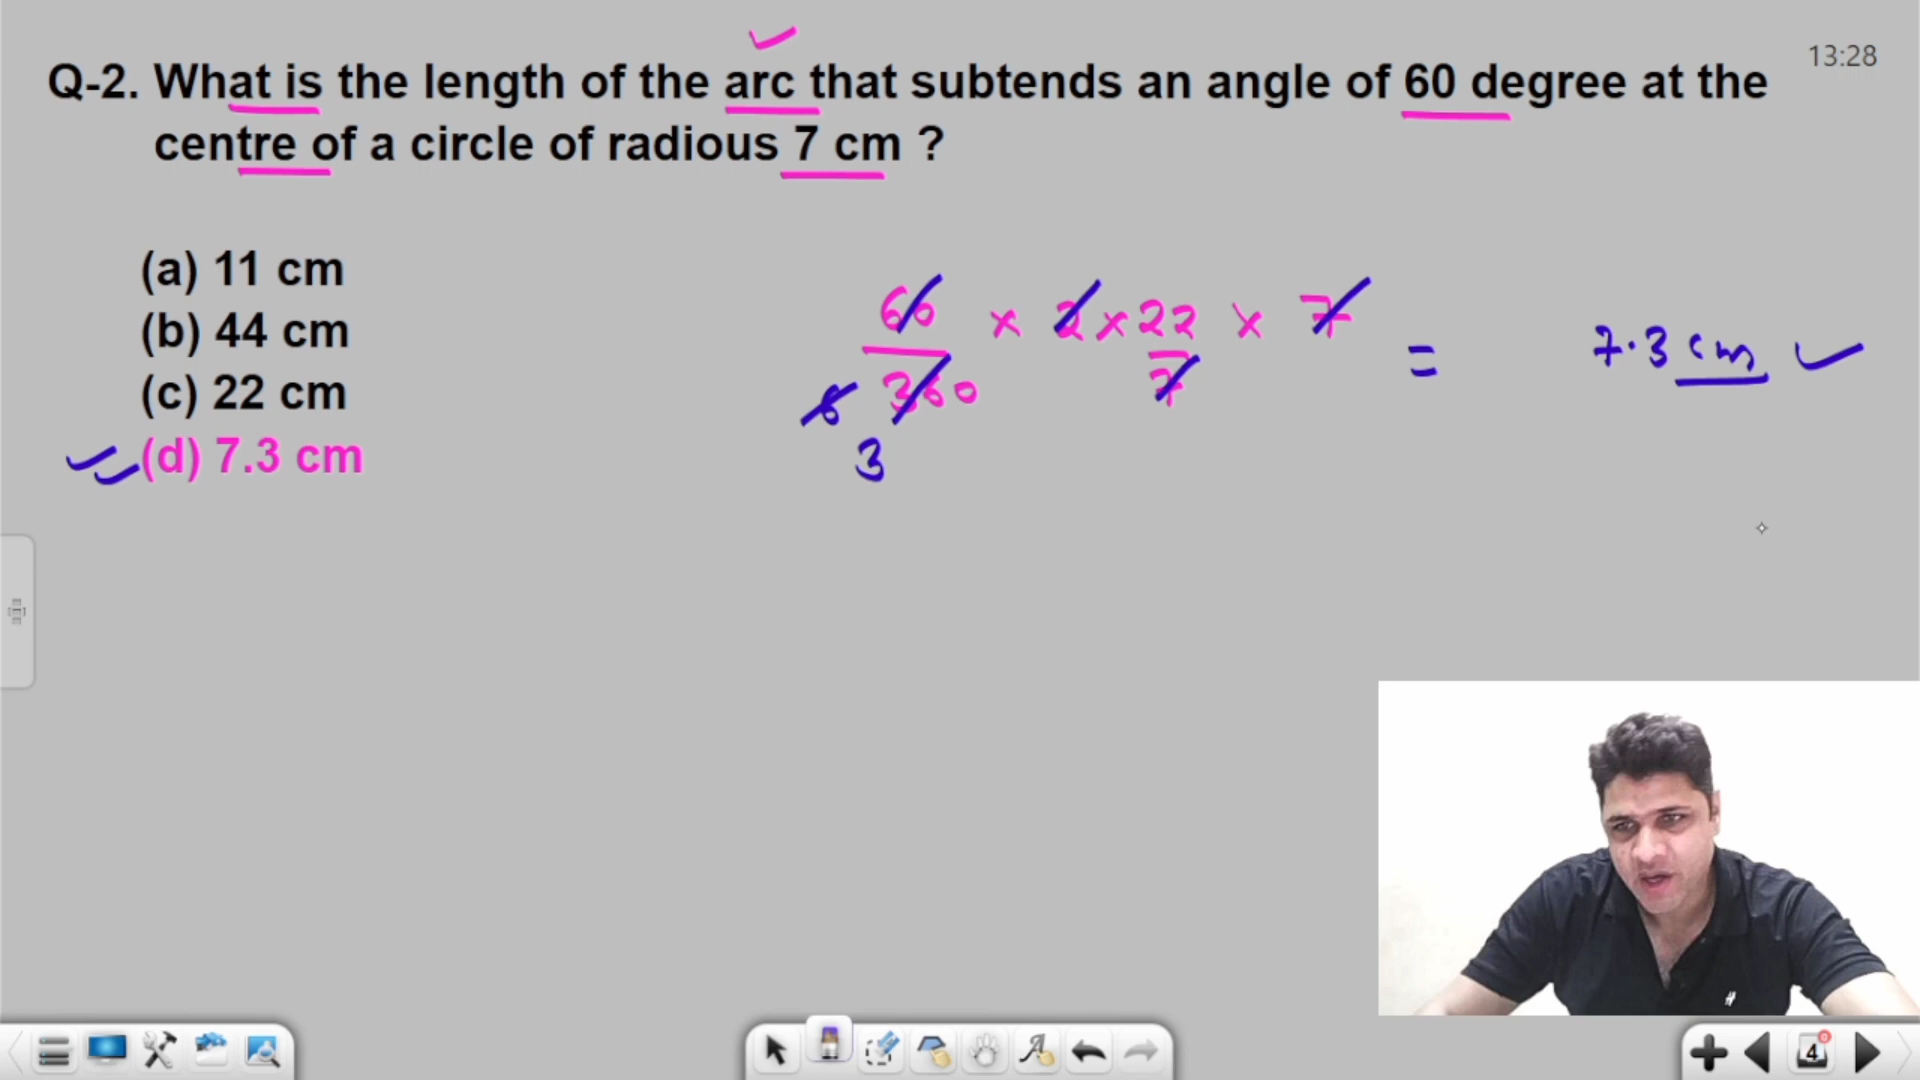 13:28
Q-2. What is the length of the arc that subtends an angle of 60 degree at the
centre of a circle of radious 7 cm ?
(a) 11 cm
(b) 44 cm
(c) 22 cm
(d) 7.3 cm
60 × 2 × 22 × 7
360 7
6
3
= 7.3 cm
4